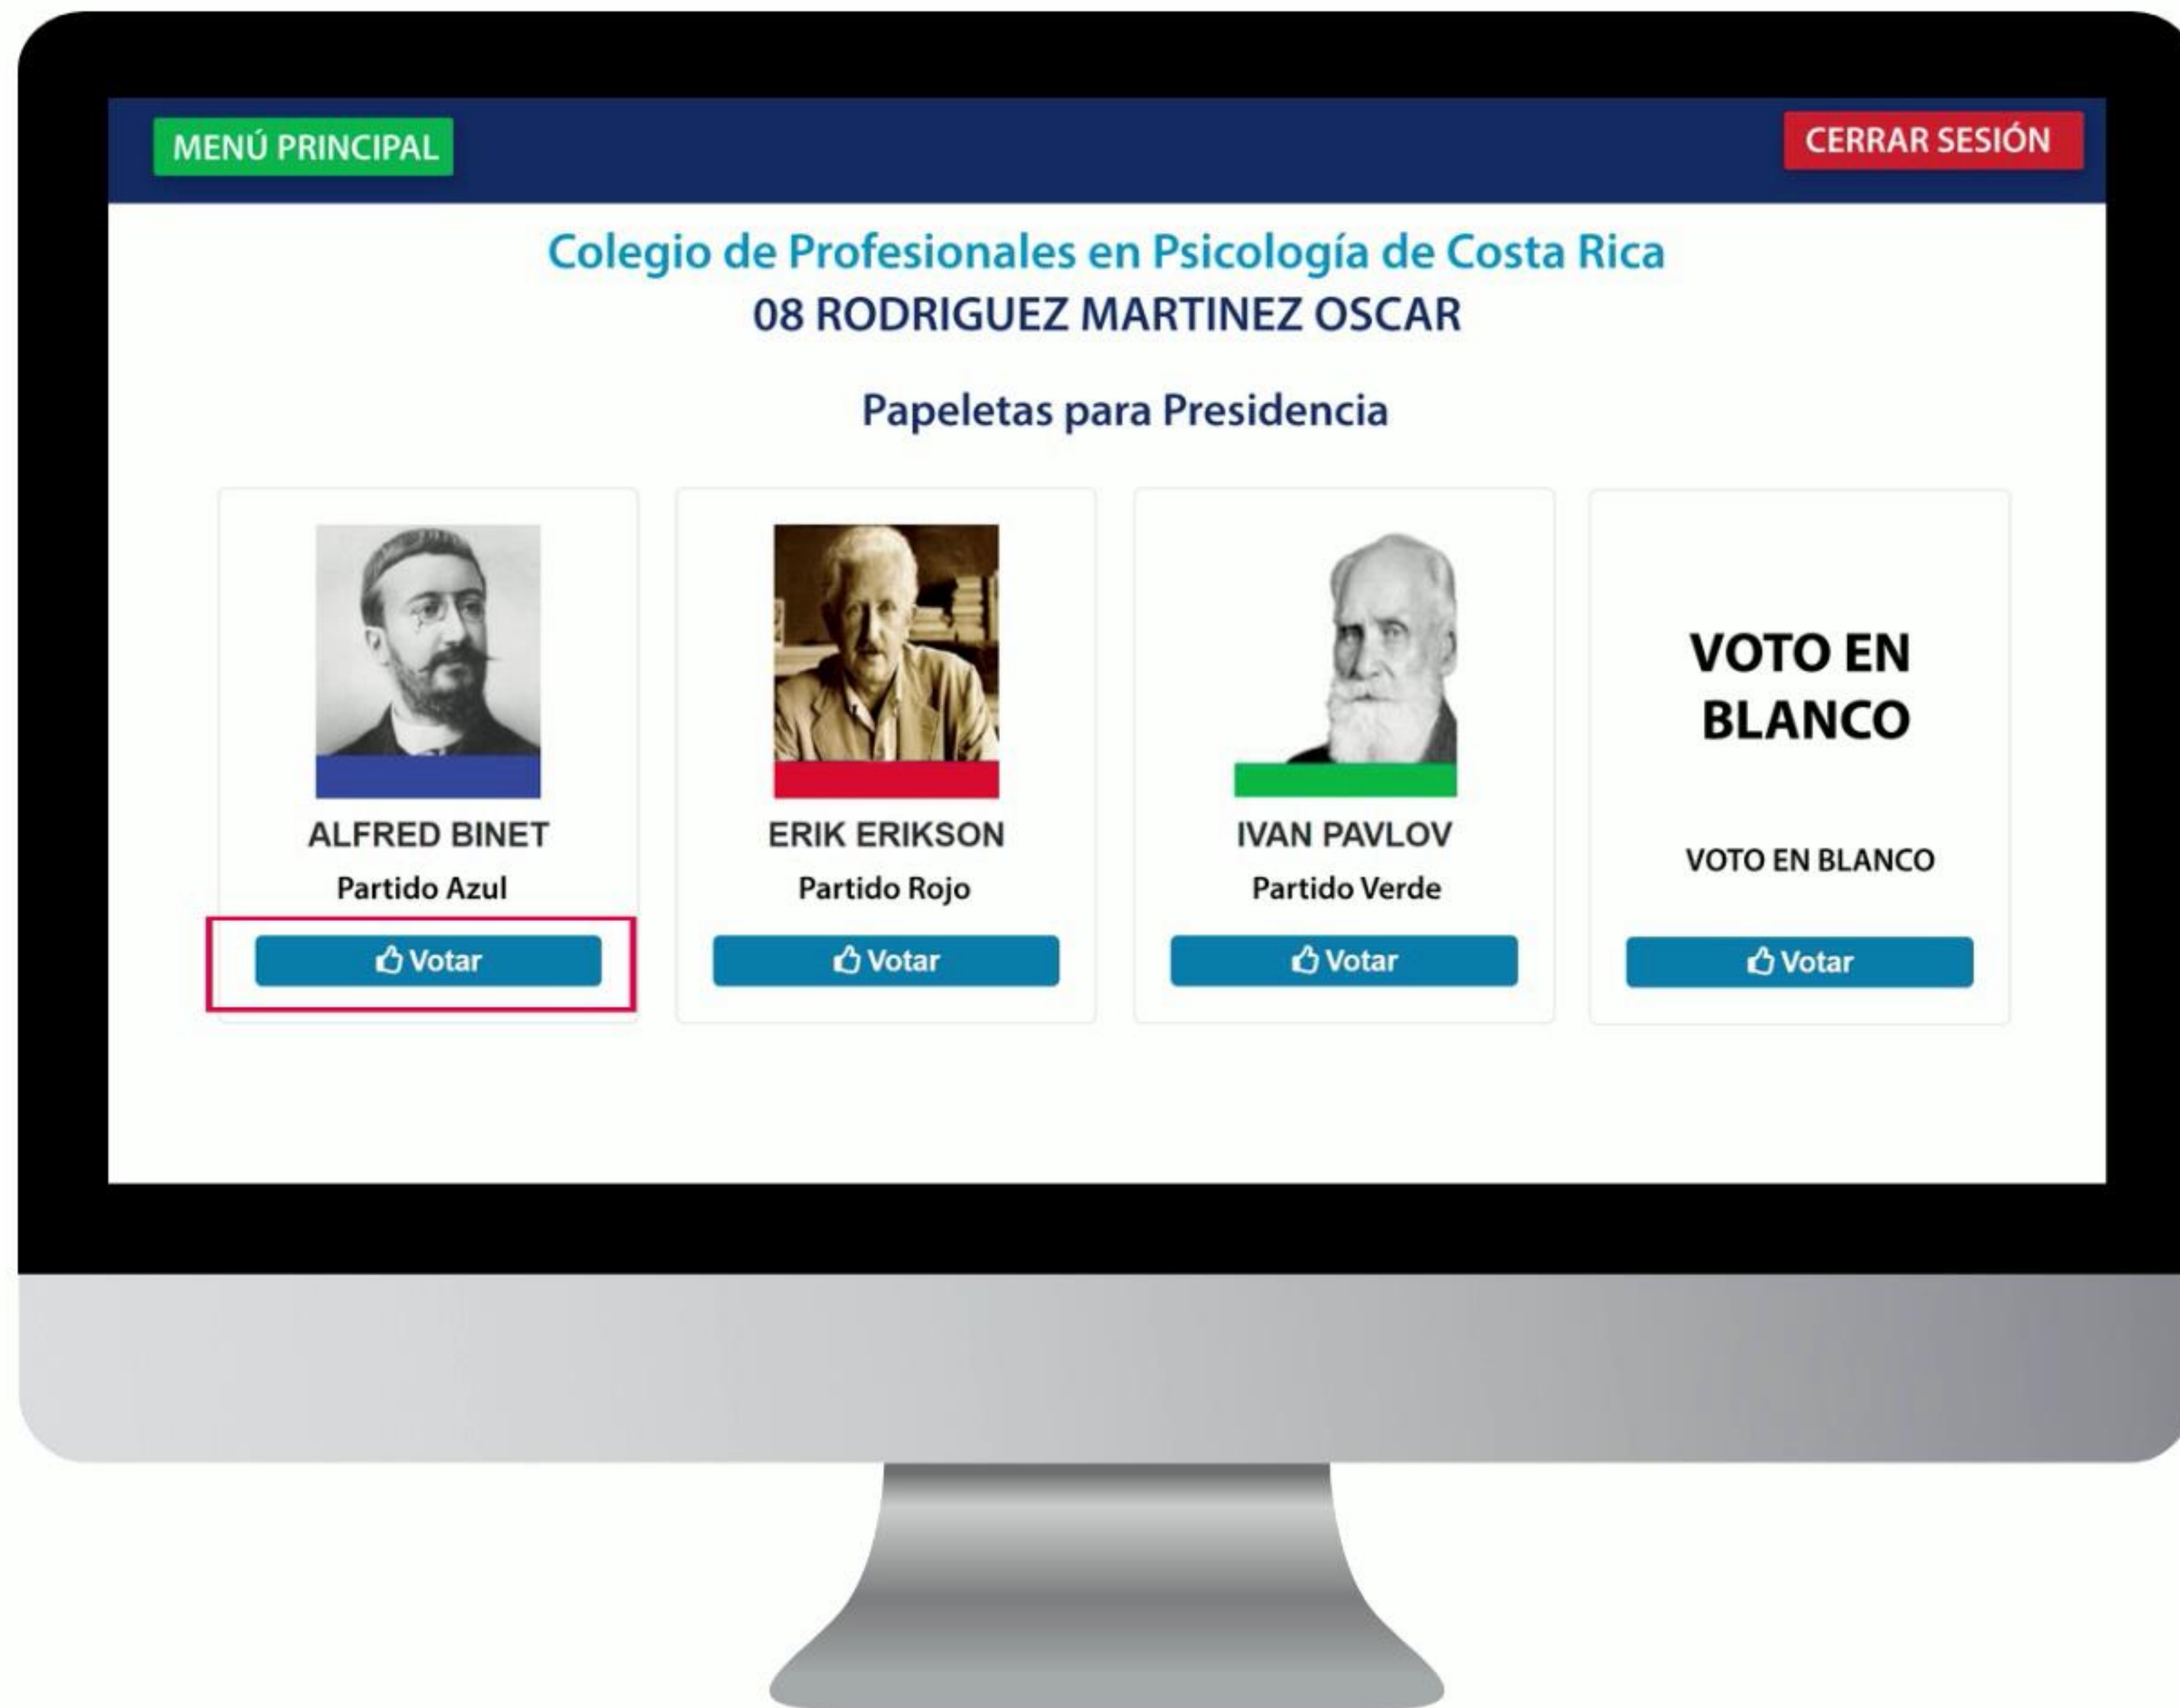 MENÚ PRINCIPAL
CERRAR SESIÓN
Colegio de Profesionales en Psicología de Costa Rica
08 RODRIGUEZ MARTINEZ OSCAR
Papeletas para Presidencia
ALFRED BINET
Partido Azul
Votar
ERIK ERIKSON
Partido Rojo
Votar
IVAN PAVLOV
Partido Verde
Votar
VOTO EN
BLANCO
VOTO EN BLANCO
Votar